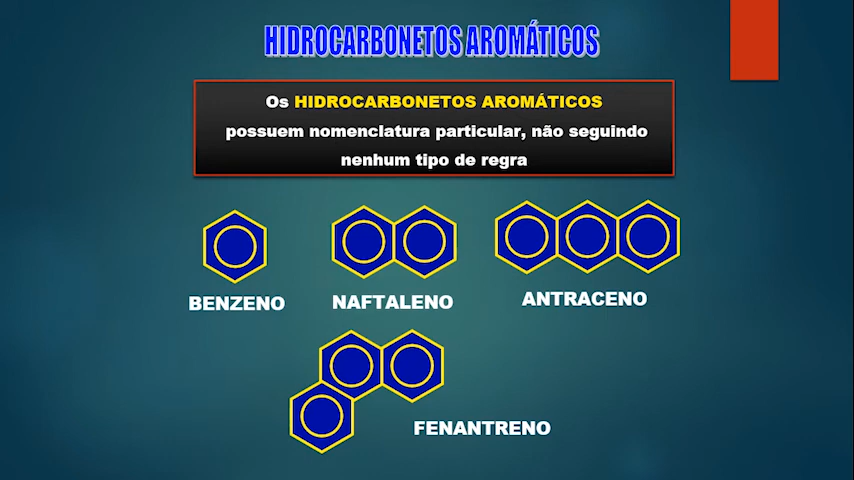 HIDROCARBONETOS AROMÁTICOS
Os HIDROCARBONETOS AROMÁTICOS
possuem nomenclatura particular, não seguindo
nenhum tipo de regra
BENZENO
NAFTALENO
ANTRACENO
FENANTRENO